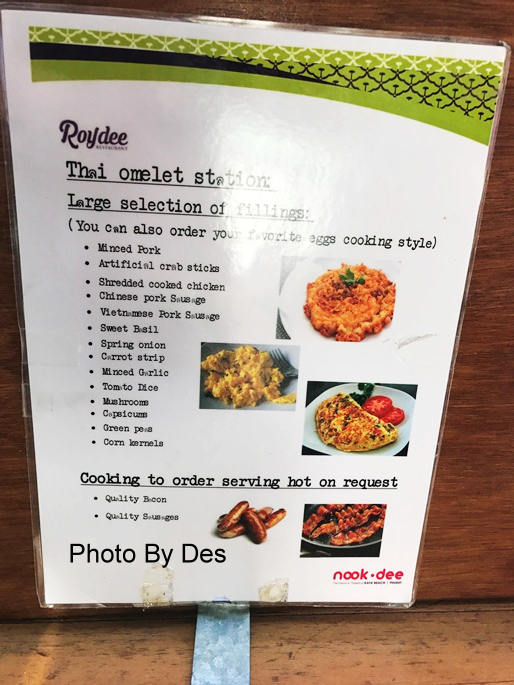 Roydee
RESTAURANT
Thai omelet station:
Large selection of fillings:
(You can also order your favorite eggs cooking style)
• Minced Pork
• Artificial crab sticks
• Shredded cooked chicken
• Chinese pork Sausage
• Vietnamese Pork Sausage
• Sweet Basil
• Spring onion
• Carrot strip
• Minced Garlic
• Tomato Dice
• Mushrooms
• Capsicums
• Green peas
• Corn kernels
Cooking to order serving hot on request
• Quality Bacon
• Quality Sausages
Photo By Des
nook·dee
KATA BEACH | PHUKET